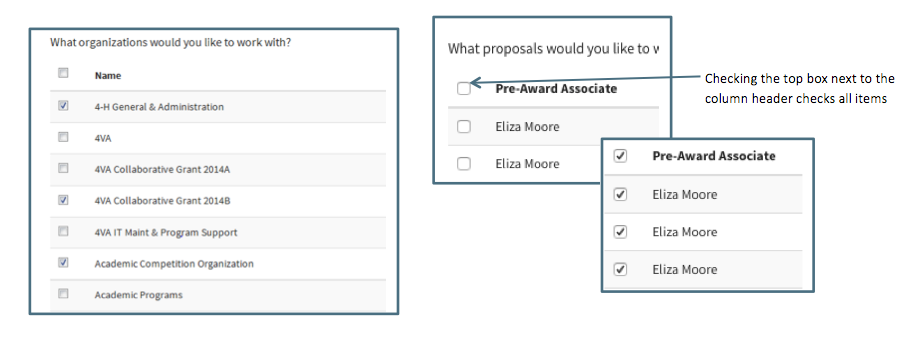 What organizations would you like to work with?
Name
4-H General & Administration
4VA
4VA Collaborative Grant 2014A
4VA Collaborative Grant 2014B
4VA IT Maint & Program Support
Academic Competition Organization
Academic Programs
What proposals would you like to
Pre-Award Associate
Eliza Moore
Eliza Moore
Pre-Award Associate
Eliza Moore
Eliza Moore
Eliza Moore
Checking the top box next to the
column header checks all items